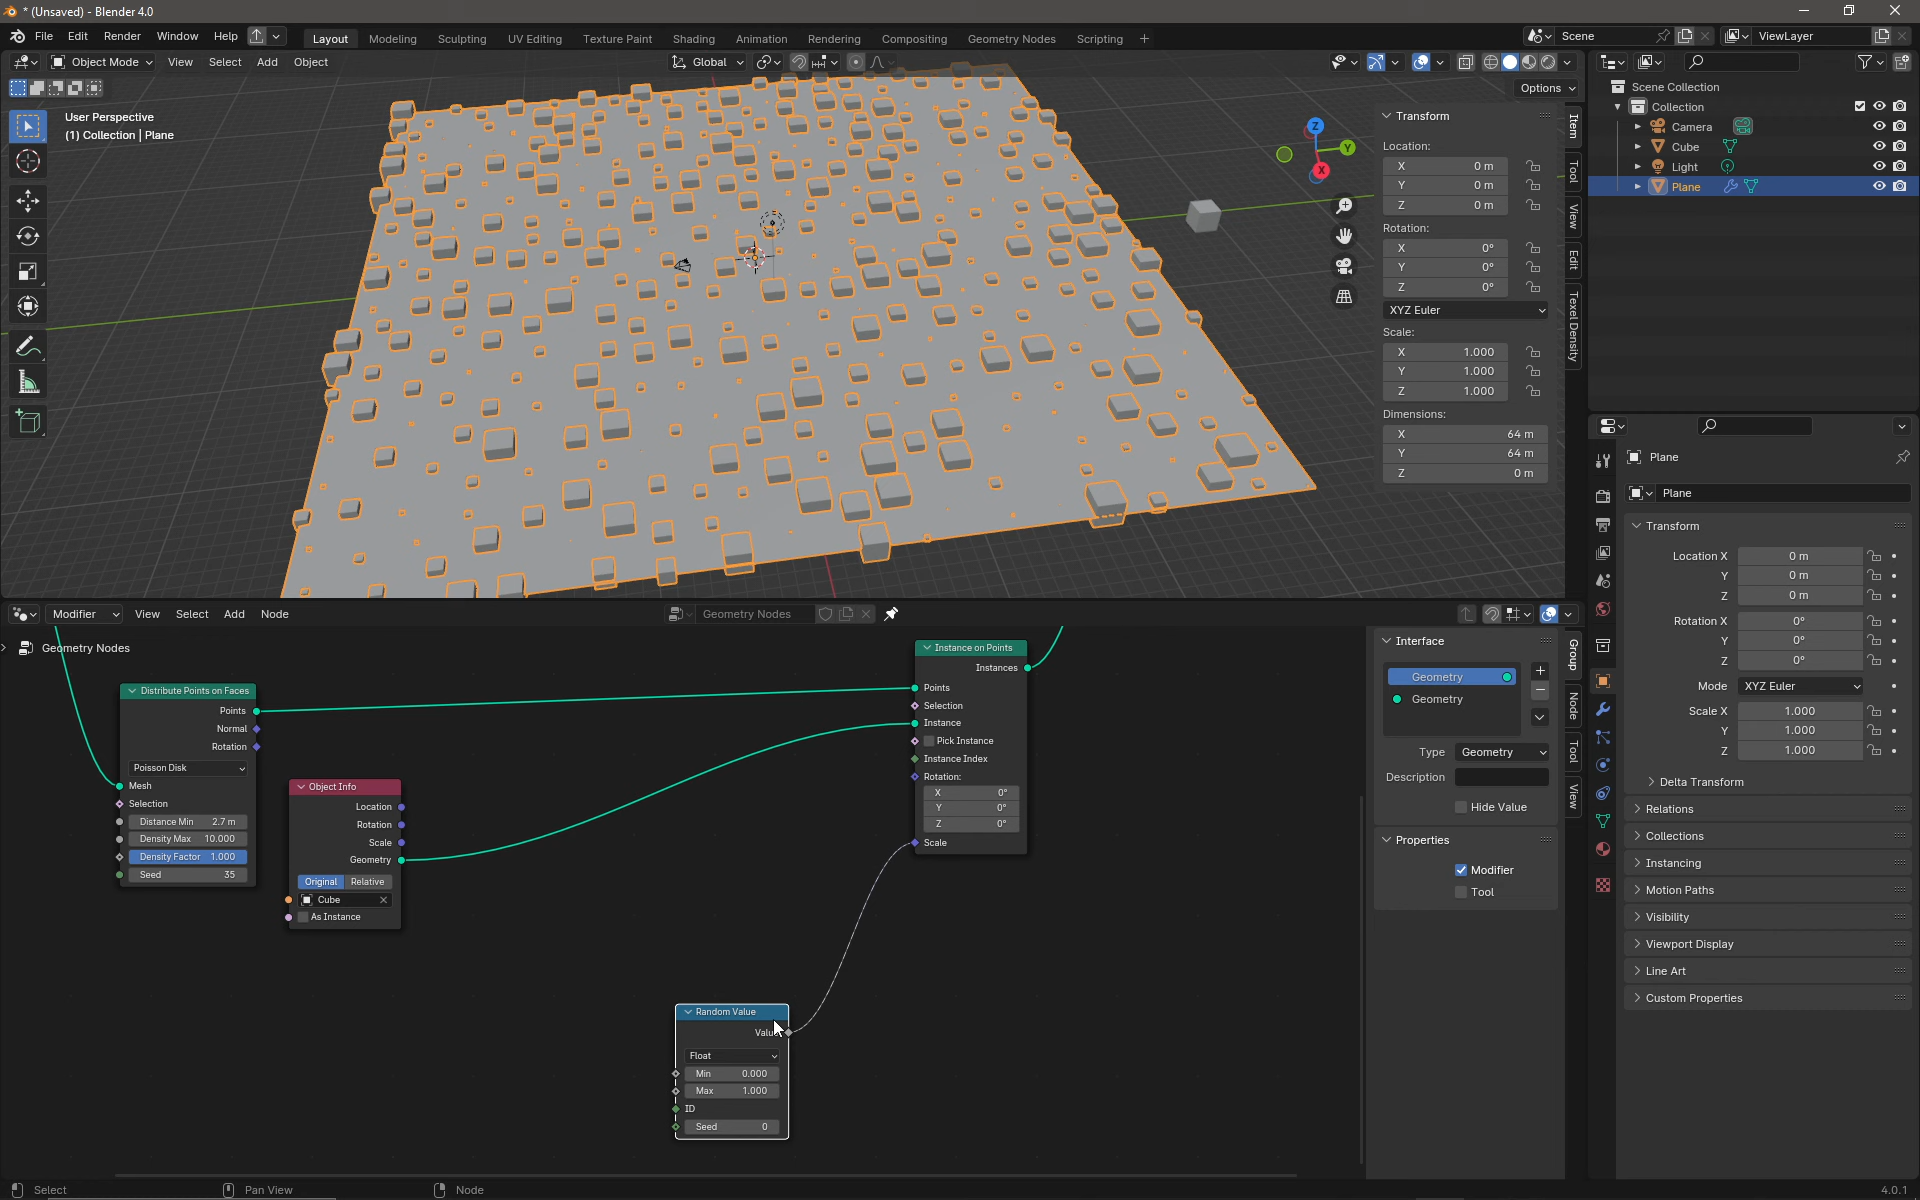 * (Unsaved) - Blender 4.0
File Edit Render Window Help Layout Modeling Sculpting UV Editing Texture Paint Shading Animation Rendering Compositing Geometry Nodes Scripting + Scene ViewLayer
Object Mode View Select Add Object Global
Options
User Perspective
(1) Collection | Plane
Z
Y
X
Transform
Location:
X 0 m
Y 0 m
Z 0 m
Rotation:
X 0°
Y 0°
Z 0°
XYZ Euler
Scale:
X 1.000
Y 1.000
Z 1.000
Dimensions:
X 64 m
Y 64 m
Z 0 m
Item
Tool
View
Edit
Texel Density
Scene Collection
Collection
Camera
Cube
Light
Plane
Plane
Plane
Transform
Location X 0 m
Y 0 m
Z 0 m
Rotation X 0°
Y 0°
Z 0°
Mode XYZ Euler
Scale X 1.000
Y 1.000
Z 1.000
Delta Transform
Relations
Collections
Instancing
Motion Paths
Visibility
Viewport Display
Line Art
Custom Properties
Modifier View Select Add Node Geometry Nodes
Geometry Nodes
Distribute Points on Faces
Points
Normal
Rotation
Poisson Disk
Mesh
Selection
Distance Min 2.7 m
Density Max 10.000
Density Factor 1.000
Seed 35
Object Info
Location
Rotation
Scale
Geometry
Original Relative
Cube
As Instance
Instance on Points
Instances
Points
Selection
Instance
Pick Instance
Instance Index
Rotation:
X 0°
Y 0°
Z 0°
Scale
Random Value
Value
Float
Min 0.000
Max 1.000
ID
Seed 0
Interface
Geometry
Geometry
Type Geometry
Description
Hide Value
Properties
Modifier
Tool
Group
Node
Tool
View
Select Pan View Node 4.0.1